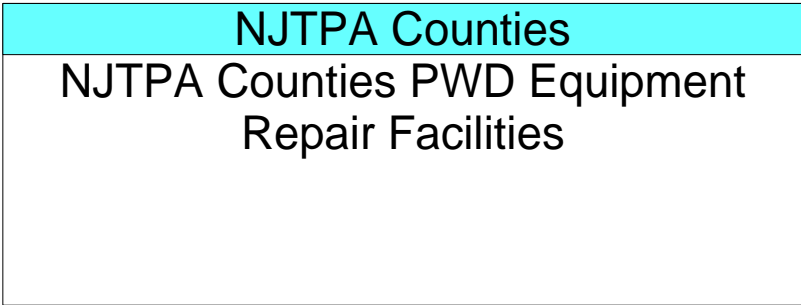 NJTPA Counties
NJTPA Counties PWD Equipment
Repair Facilities